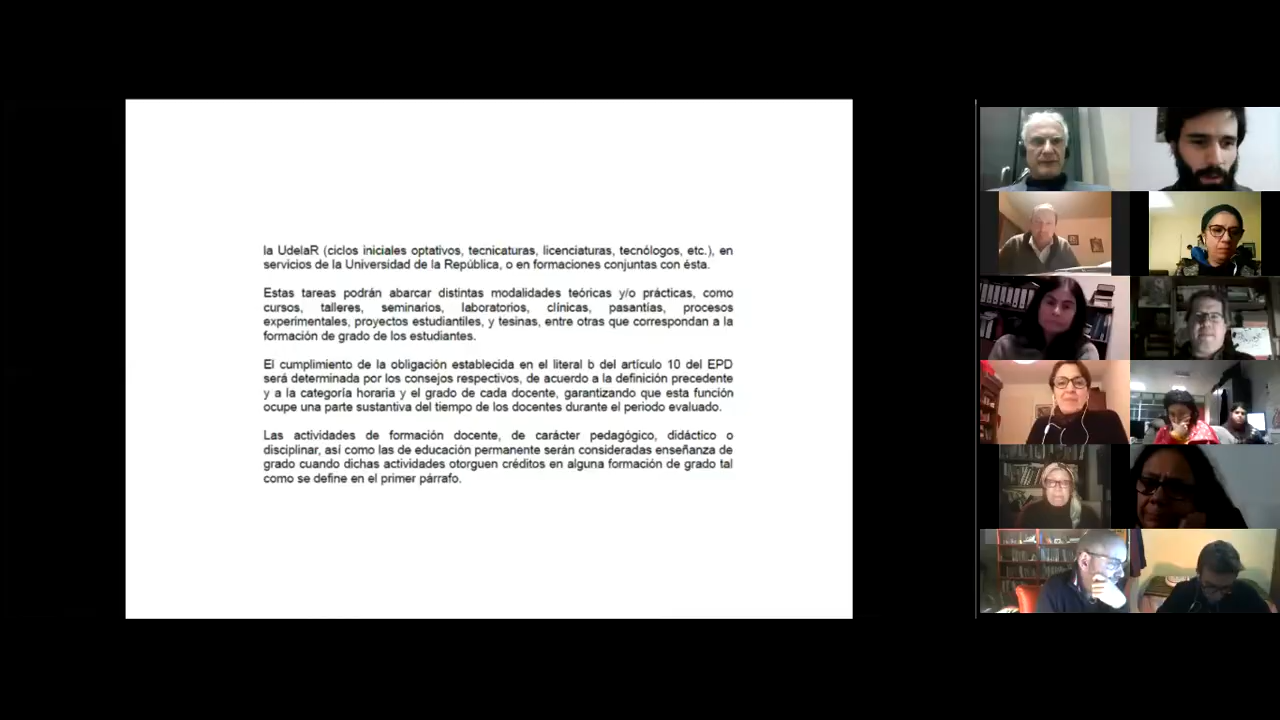 la UdelaR (ciclos iniciales optativos, tecnicaturas, licenciaturas, tecnólogos, etc.), en
servicios de la Universidad de la República, o en formaciones conjuntas con ésta.
Estas tareas podrán abarcar distintas modalidades teóricas y/o prácticas, como
cursos, talleres, seminarios, laboratorios, clínicas, pasantías, procesos
experimentales, proyectos estudiantiles, y tesinas, entre otras que correspondan a la
formación de grado de los estudiantes.
El cumplimiento de la obligación establecida en el literal b del artículo 10 del EPD
será determinada por los consejos respectivos, de acuerdo a la definición precedente
y a la categoría horaria y el grado de cada docente, garantizando que esta función
ocupe una parte sustantiva del tiempo de los docentes durante el periodo evaluado.
Las actividades de formación docente, de carácter pedagógico, didáctico o
disciplinar, así como las de educación permanente serán consideradas enseñanza de
grado cuando dichas actividades otorguen créditos en alguna formación de grado tal
como se define en el primer párrafo.